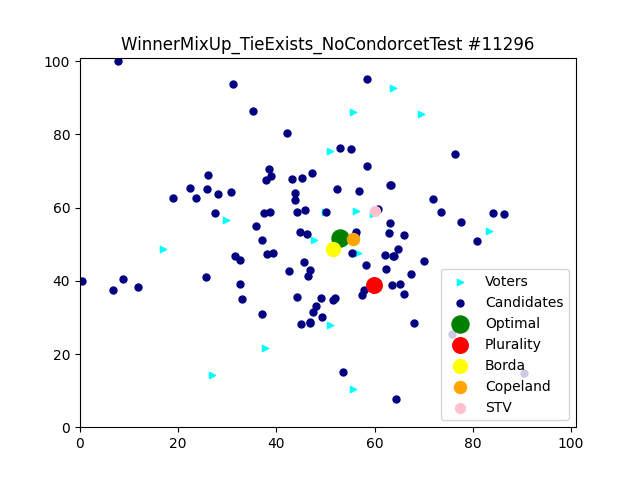 WinnerMixUp_TieExists_NoCondorcetTest #11296
100
80
60
40
20
0
0 20 40 60 80 100
Voters
Candidates
Optimal
Plurality
Borda
Copeland
STV